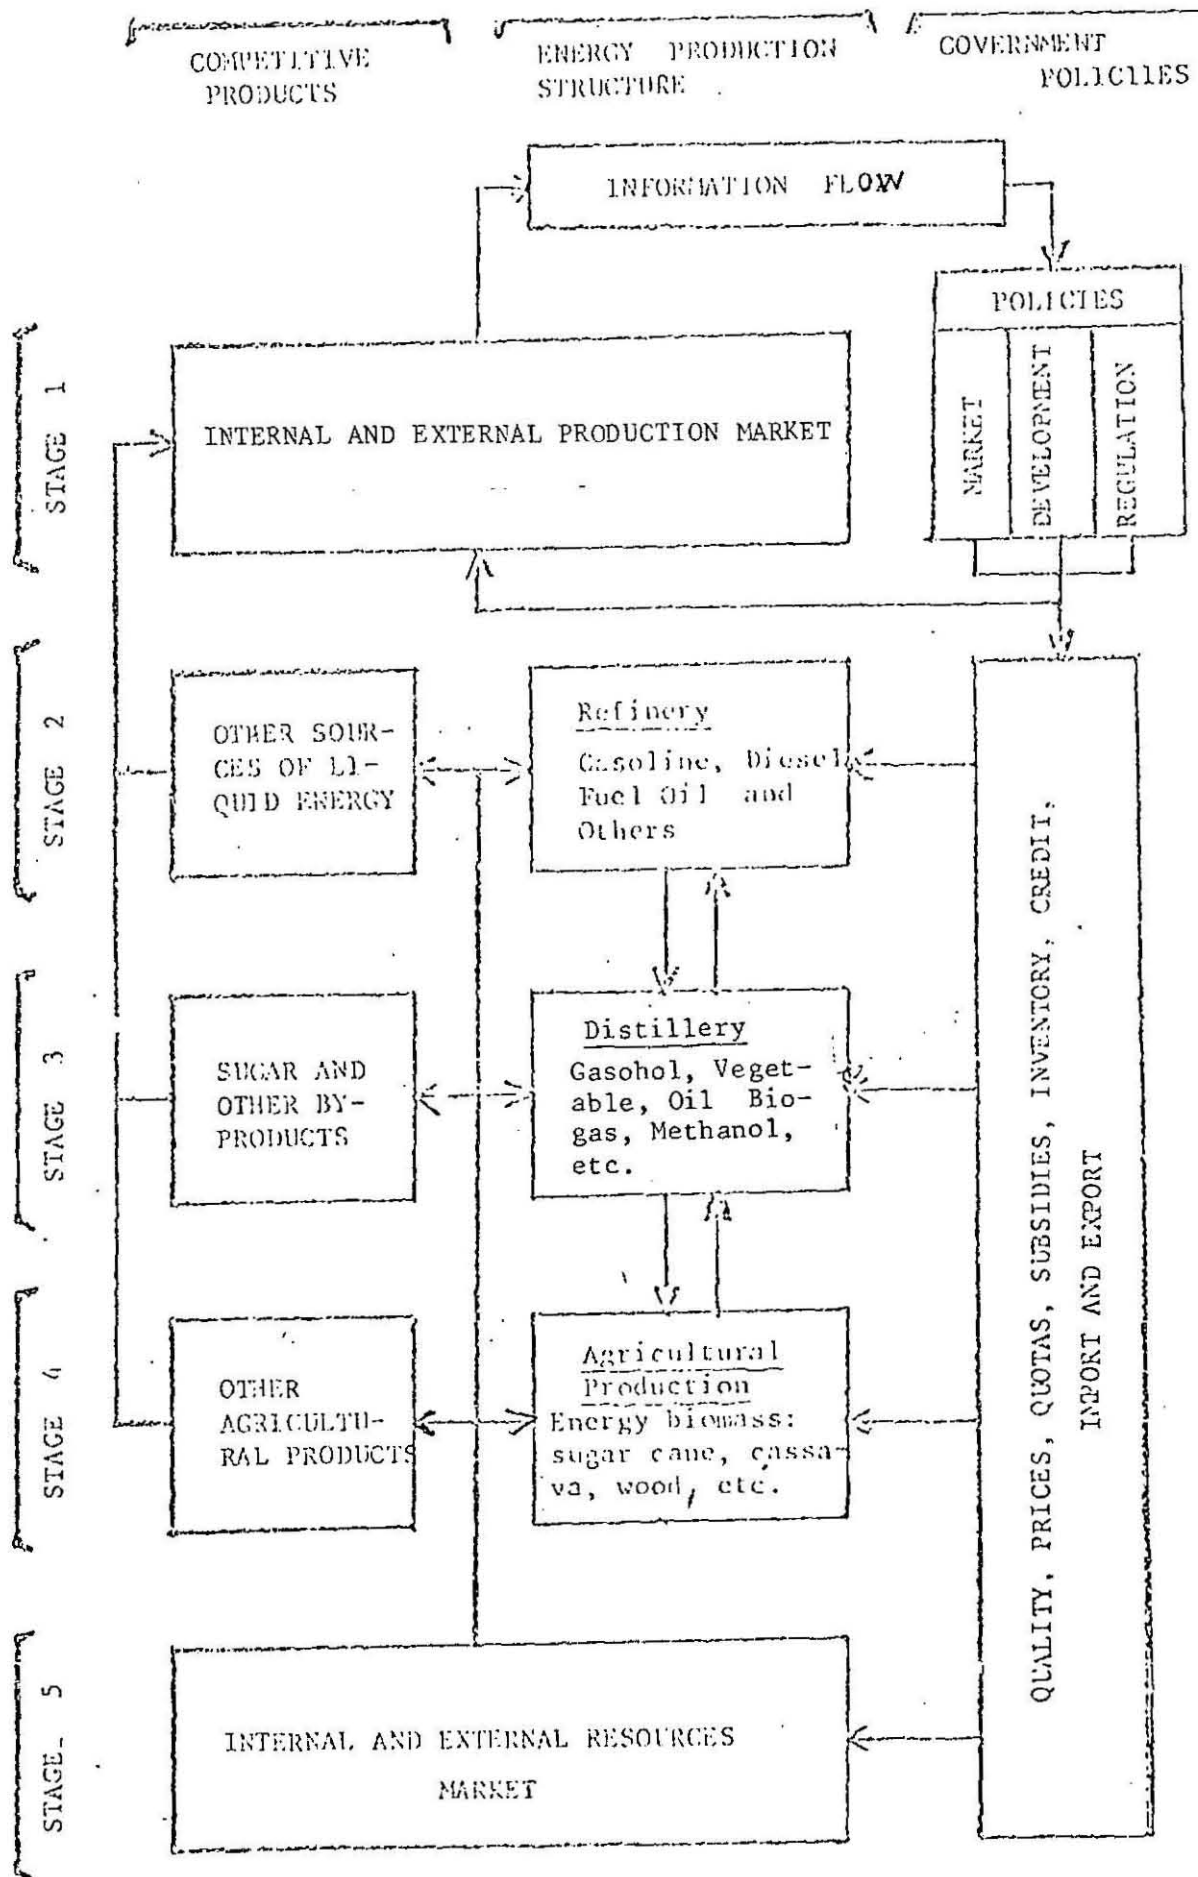 COMPETITIVE
PRODUCTS
ENERGY PRODUCTION
STRUCTURE
COVERNMENT
POLICIIES
INFORMATION FLOW
POLICIES
MARKET
DEVELOPMENT
REGULATION
STAGE 1
INTERNAL AND EXTERNAL PRODUCTION MARKET
STAGE 2
OTHER SOUR-
CES OF LI-
QUID ENERGY
Refinery
Gasoline, Diesel
Fuel Oil and
Others
STAGE 3
SUGAR AND
OTHER BY-
PRODUCTS
Distillery
Gasohol, Veget-
able, Oil Bio-
gas, Methanol,
etc.
STAGE 4
OTHER
AGRICULTU-
RAL PRODUCTS
Agricultural
Production
Energy biomass:
sugar cane, cassa-
va, wood, etc.
STAGE 5
INTERNAL AND EXTERNAL RESOURCES
MARKET
QUALITY, PRICES, QUOTAS, SUBSIDIES, INVENTORY, CREDIT,
IMPORT AND EXPORT